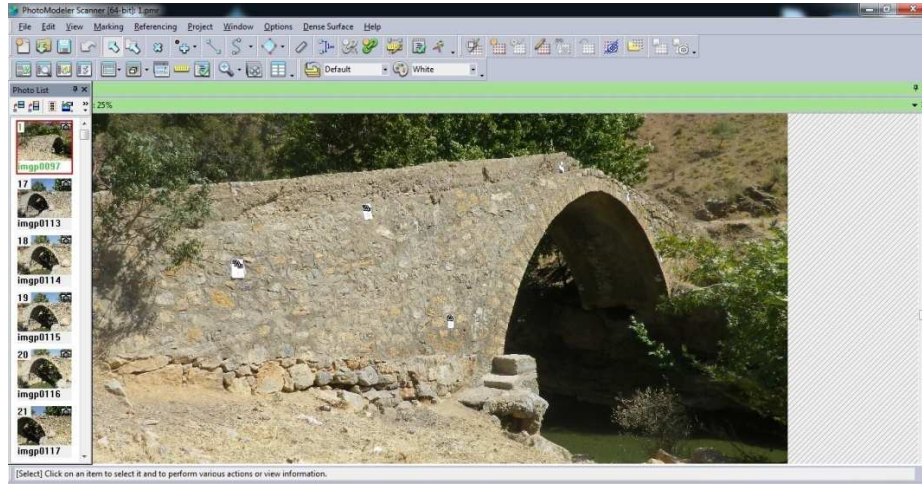 PhotoModeler Scanner (64-bit): 1.pmr
File Edit View Marking Referencing Project Window Options Dense Surface Help
Default White
Photo List
25%
1
imgp0097
17
imgp0113
18
imgp0114
19
imgp0115
20
imgp0116
21
imgp0117
[Select] Click on an item to select it and to perform various actions or view information.